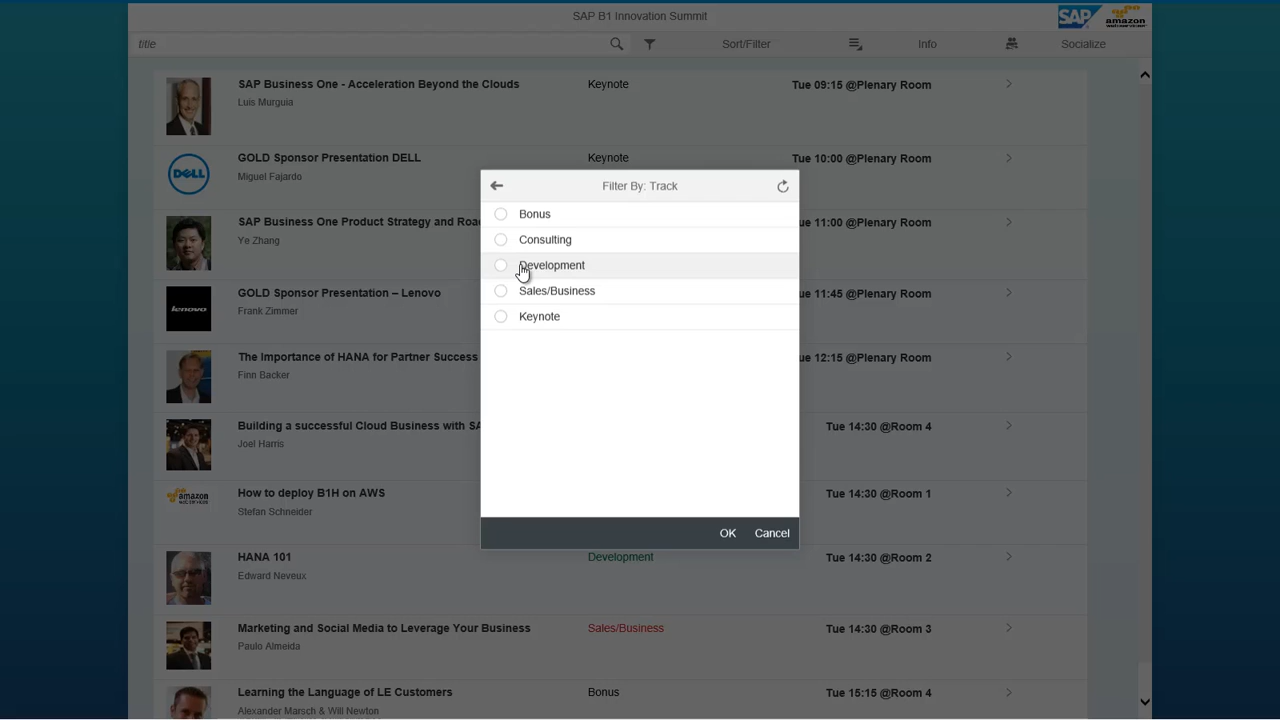 SAP B1 Innovation Summit
SAP
amazon
title
Sort/Filter
Info
Socialize
SAP Business One - Acceleration Beyond the Clouds
Keynote
Tue 09:15 @Plenary Room
Luis Murguia
GOLD Sponsor Presentation DELL
Keynote
Tue 10:00 @Plenary Room
DELL
Miguel Fajardo
Filter By: Track
Bonus
Consulting
Development
Sales/Business
Keynote
OK
Cancel
SAP Business One Product Strategy and
ue 11:00 @Plenary Room
Ye Zhang
GOLD Sponsor Presentation – Lenovo
ue 11:45 @Plenary Room
lenovo
Frank Zimmer
The Importance of HANA for Partner Success
ue 12:15 @Plenary Room
Finn Backer
Building a successful Cloud Business with
Tue 14:30 @Room 4
Joel Harris
How to deploy B1H on AWS
Tue 14:30 @Room 1
amazon
Stefan Schneider
HANA 101
Development
Tue 14:30 @Room 2
Edward Neveux
Marketing and Social Media to Leverage Your Business
Sales/Business
Tue 14:30 @Room 3
Paulo Almeida
Learning the Language of LE Customers
Bonus
Tue 15:15 @Room 4
Alexander Marsch & Will Newton